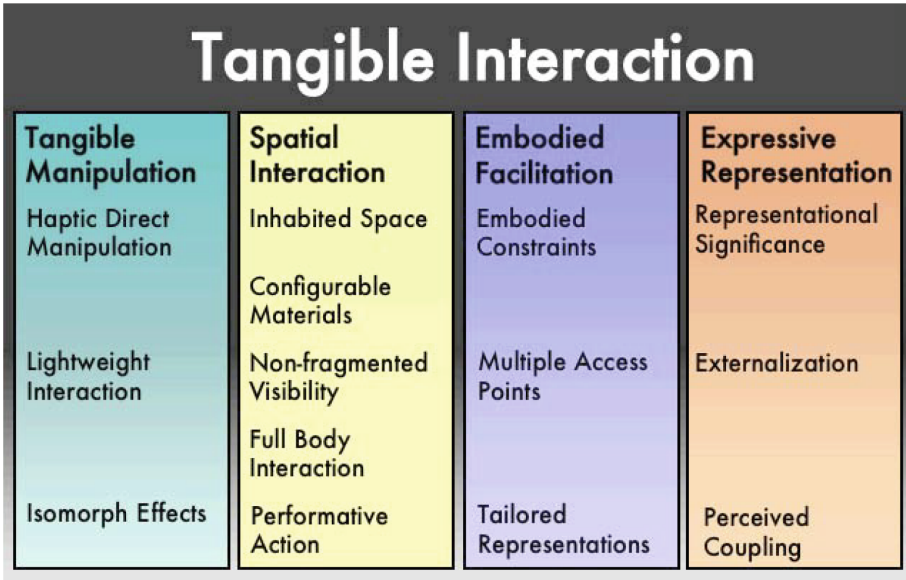 Tangible Interaction
Tangible
Manipulation
Haptic Direct
Manipulation
Lightweight
Interaction
Isomorph Effects
Spatial
Interaction
Inhabited Space
Configurable
Materials
Non-fragmented
Visibility
Full Body
Interaction
Performative
Action
Embodied
Facilitation
Embodied
Constraints
Multiple Access
Points
Tailored
Representations
Expressive
Representation
Representational
Significance
Externalization
Perceived
Coupling